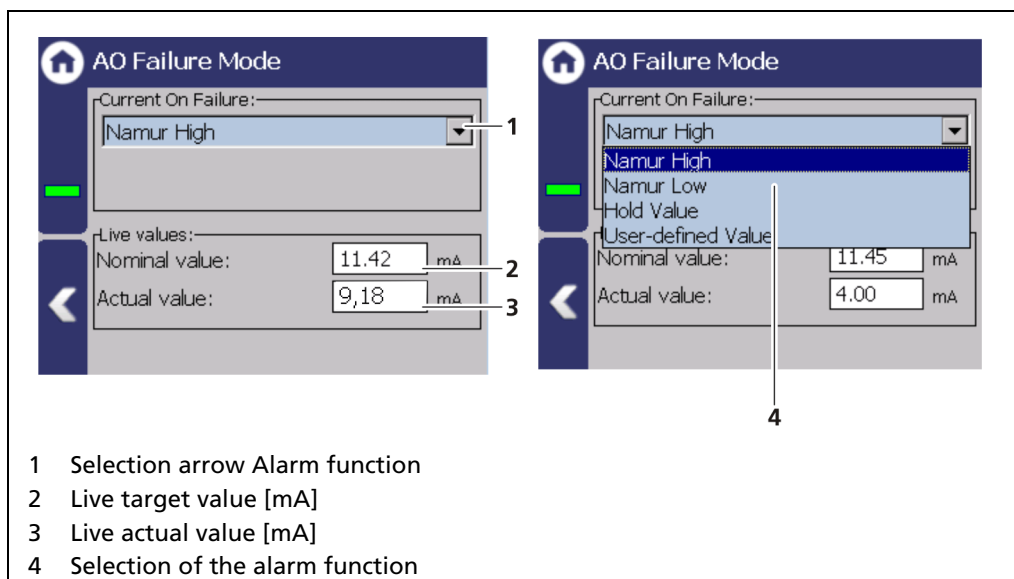 AO Failure Mode
Current On Failure:
Namur High
1
Live values:
Nominal value: 11.42 mA
2
Actual value: 9,18 mA
3
AO Failure Mode
Current On Failure:
Namur High
Namur High
Namur Low
Hold Value
User-defined Value
Nominal value: 11.45 mA
Actual value: 4.00 mA
4
1 Selection arrow Alarm function
2 Live target value [mA]
3 Live actual value [mA]
4 Selection of the alarm function